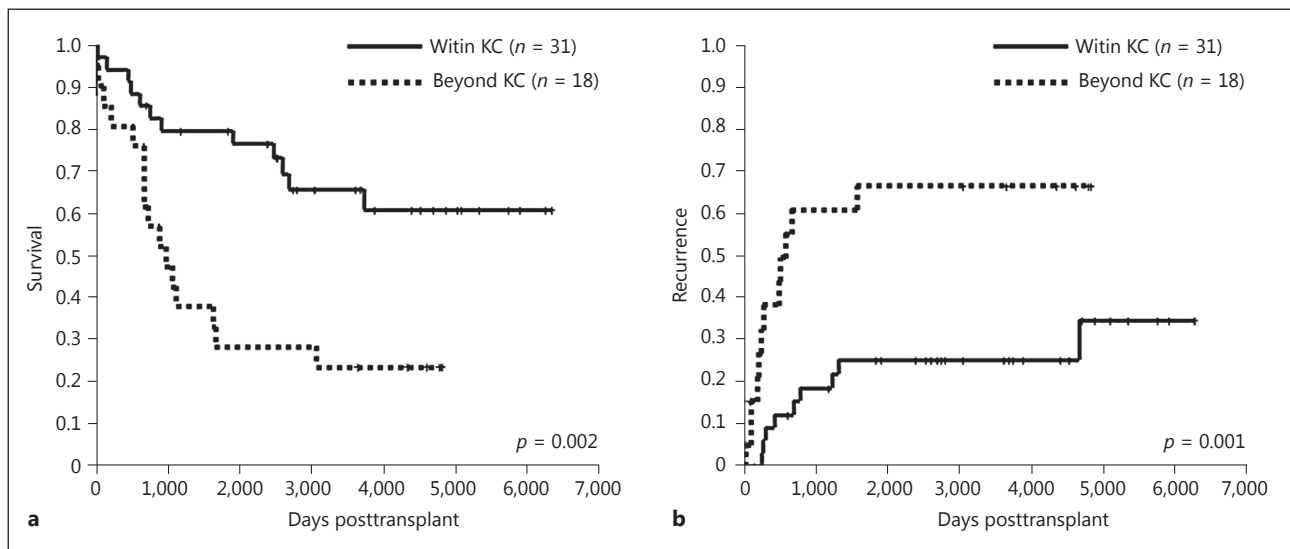 1.0
0.9
0.8
0.7
0.6
0.5
0.4
0.3
0.2
0.1
0
Survival
Witin KC (n = 31)
Beyond KC (n = 18)
p = 0.002
0 1,000 2,000 3,000 4,000 5,000 6,000 7,000
Days posttransplant
a
1.0
0.9
0.8
0.7
0.6
0.5
0.4
0.3
0.2
0.1
0
Recurrence
Witin KC (n = 31)
Beyond KC (n = 18)
p = 0.001
0 1,000 2,000 3,000 4,000 5,000 6,000 7,000
Days posttransplant
b